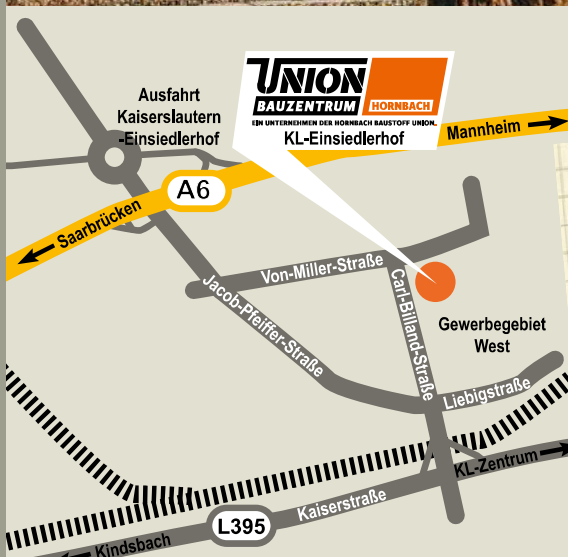 UNION
BAUZENTRUM HORNBACH
EIN UNTERNEHMEN DER HORNBACH BAUSTOFF UNION.
KL-Einsiedlerhof
Ausfahrt
Kaiserslautern
-Einsiedlerhof
Mannheim
A6
Saarbrücken
Von-Miller-Straße
Jacob-Pfeiffer-Straße
Carl-Billand-Straße
Gewerbegebiet
West
Liebigstraße
KL-Zentrum
Kaiserstraße
L395
Kindsbach